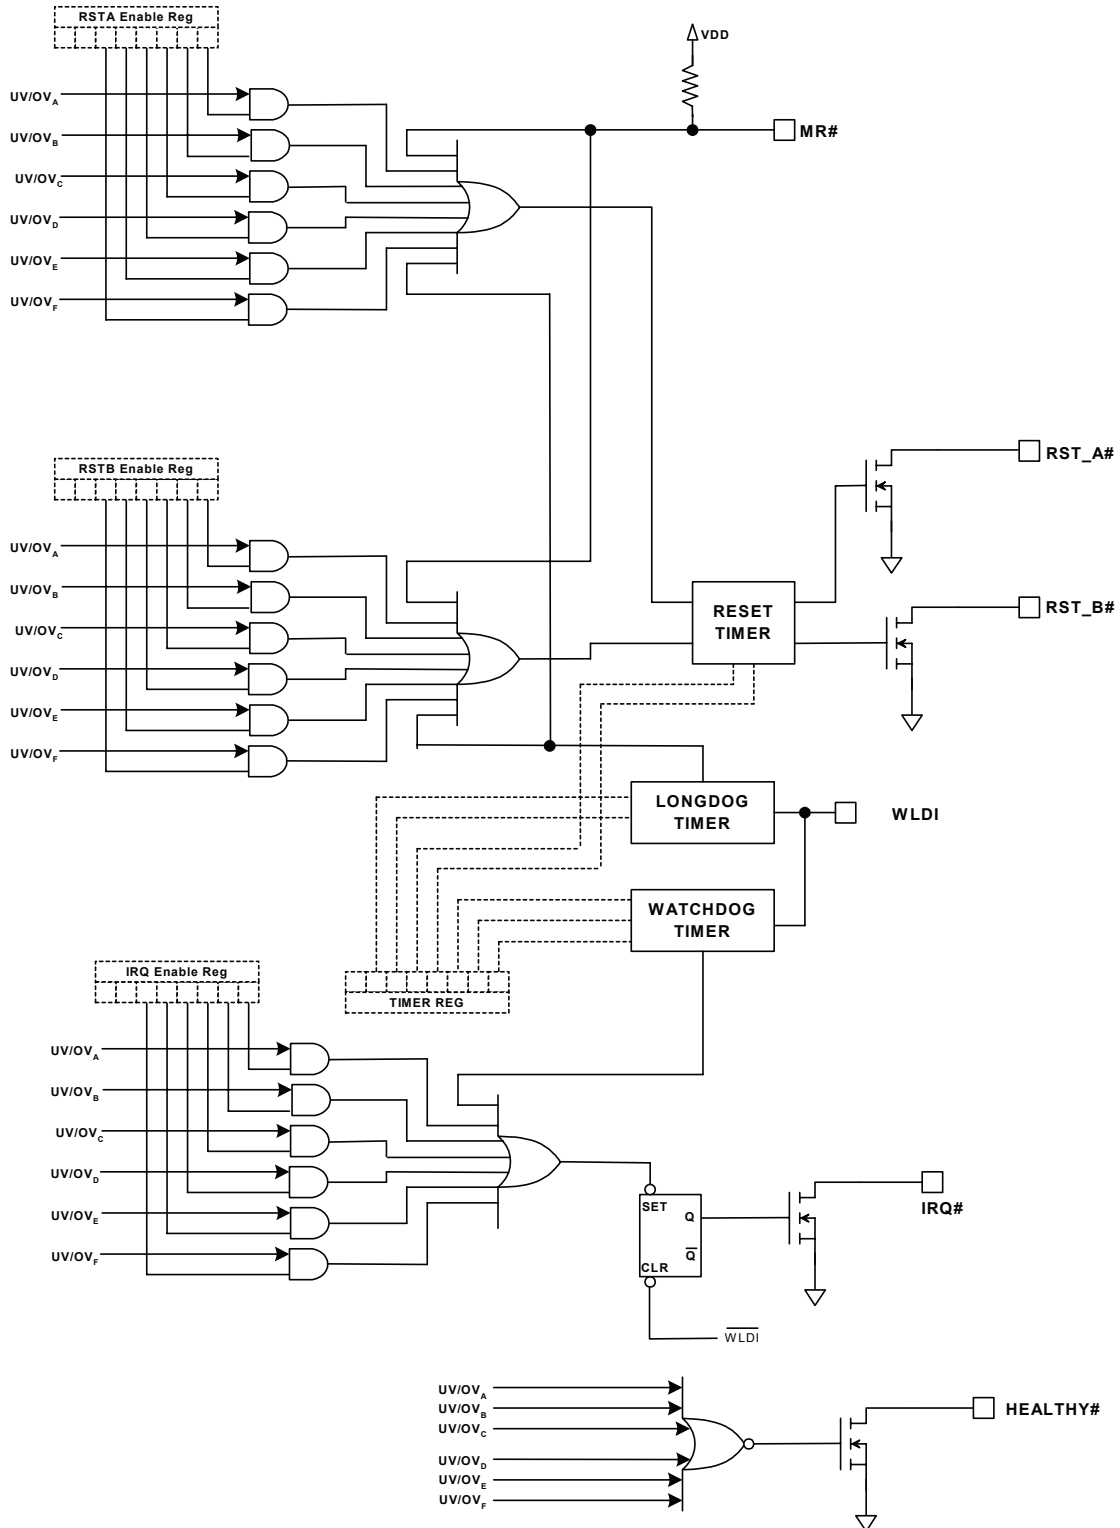 RSTA Enable Reg
VDD
UV/OVA
MR#
UV/OVB
UV/OVC
UV/OVD
UV/OVE
UV/OVF
RST_A#
RSTB Enable Reg
UV/OVA
UV/OVB
RESET
TIMER
RST_B#
UV/OVC
UV/OVD
UV/OVE
UV/OVF
LONGDOG
TIMER
WLDI
WATCHDOG
TIMER
IRQ Enable Reg
TIMER REG
UV/OVA
UV/OVB
UV/OVC
UV/OVD
UV/OVE
UV/OVF
SET
Q
Q
CLR
IRQ#
WLDI
UV/OVA
UV/OVB
UV/OVC
UV/OVD
UV/OVE
UV/OVF
HEALTHY#